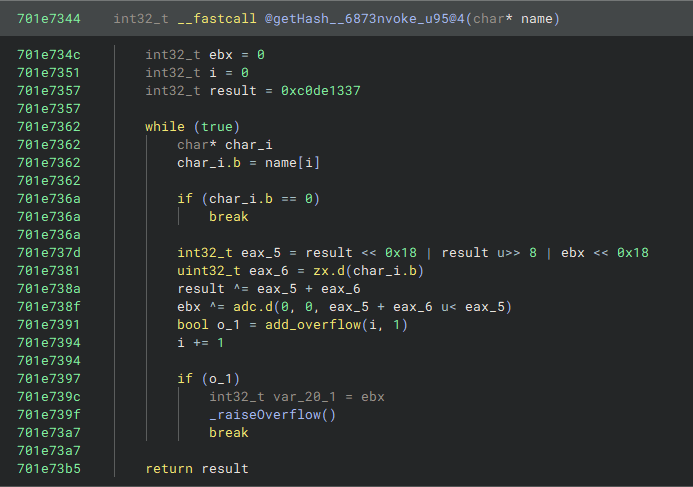 701e7344 int32_t __fastcall @getHash__6873nvoke_u95@4(char* name)
701e734c int32_t ebx = 0
701e7351 int32_t i = 0
701e7357 int32_t result = 0xc0de1337
701e7357
701e7362 while (true)
701e7362 char* char_i
701e7362 char_i.b = name[i]
701e7362
701e736a if (char_i.b == 0)
701e736a break
701e736a
701e737d int32_t eax_5 = result << 0x18 | result u>> 8 | ebx << 0x18
701e7381 uint32_t eax_6 = zx.d(char_i.b)
701e738a result ^= eax_5 + eax_6
701e738f ebx ^= adc.d(0, 0, eax_5 + eax_6 u< eax_5)
701e7391 bool o_1 = add_overflow(i, 1)
701e7394 i += 1
701e7394
701e7397 if (o_1)
701e739c int32_t var_20_1 = ebx
701e739f _raiseOverflow()
701e73a7 break
701e73a7
701e73b5 return result